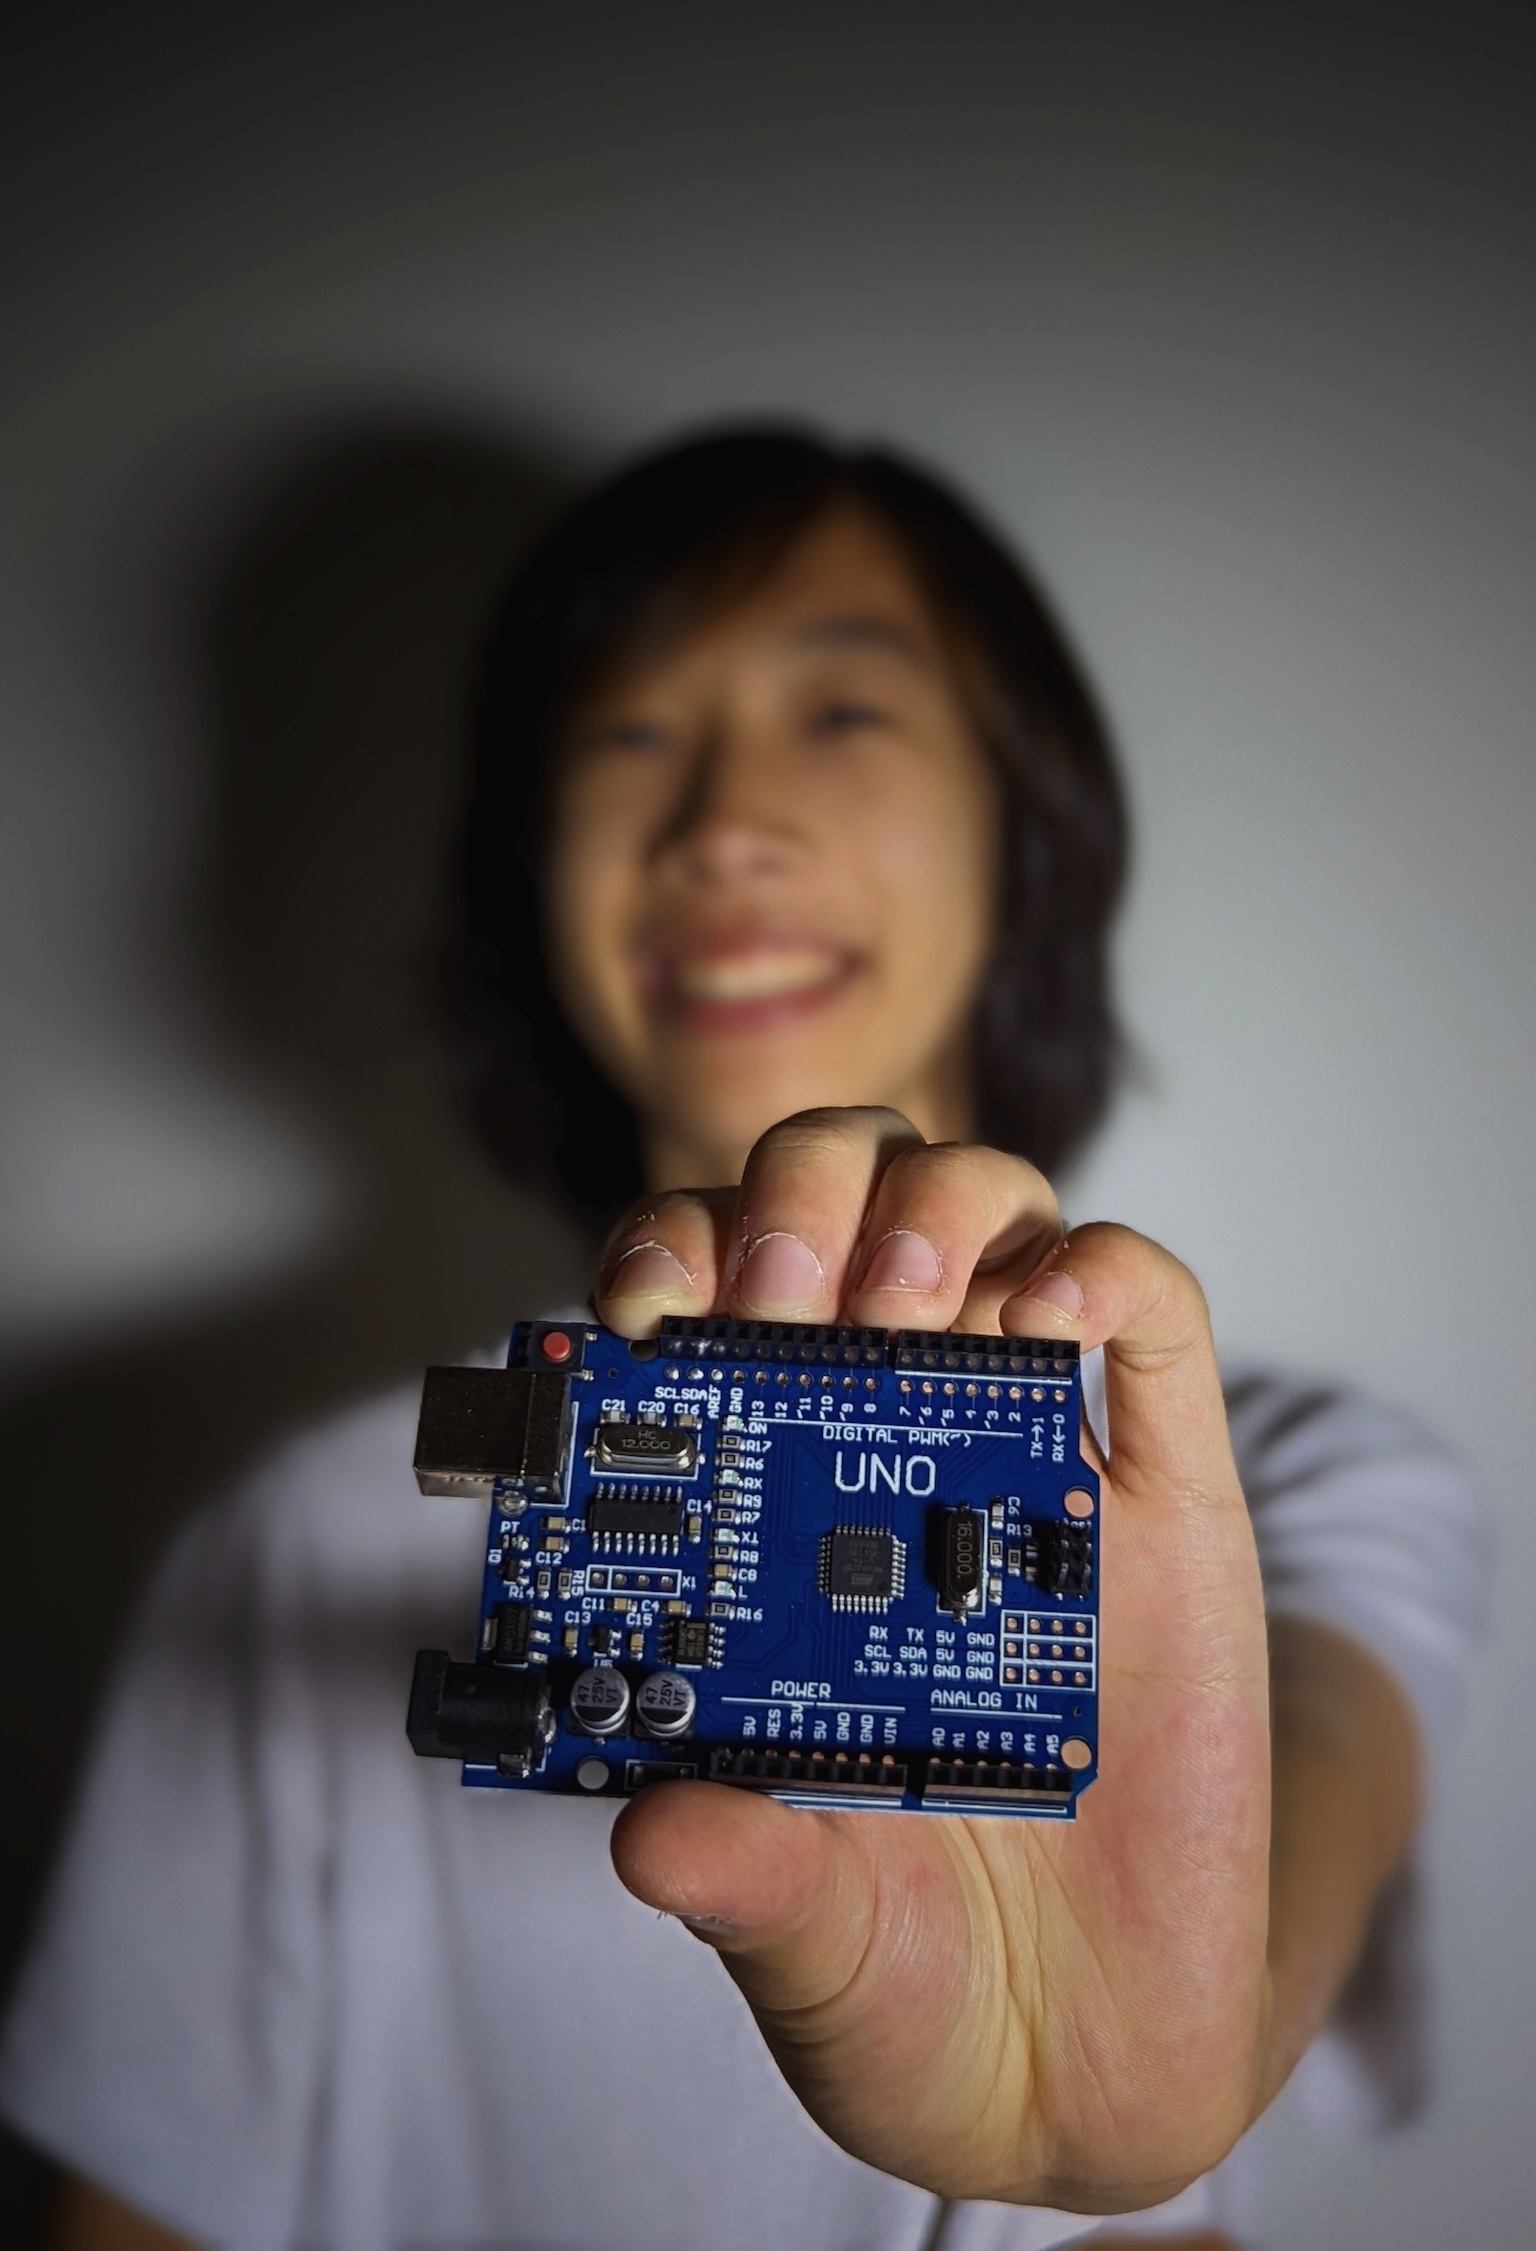 SCL SDA AREF GND 13 12 ~11 ~10 ~9 8 7 ~6 ~5 4 ~3 2 TX→1 RX←0
DIGITAL PWM(~)
UNO
C21 C20 C16
HC
12.000
ON
R17
R6
RX
R9
R7
TX
R8
C8
L
R16
C14
PT
C12
R14
R15
X1
C11 C4
C13 C15
16.000
R13
RX TX 5V GND
SCL SDA 5V GND
3.3V 3.3V GND GND
47
25V
VT
47
25V
VT
POWER
ANALOG IN
5V RES 3.3V 5V GND GND VIN A0 A1 A2 A3 A4 A5